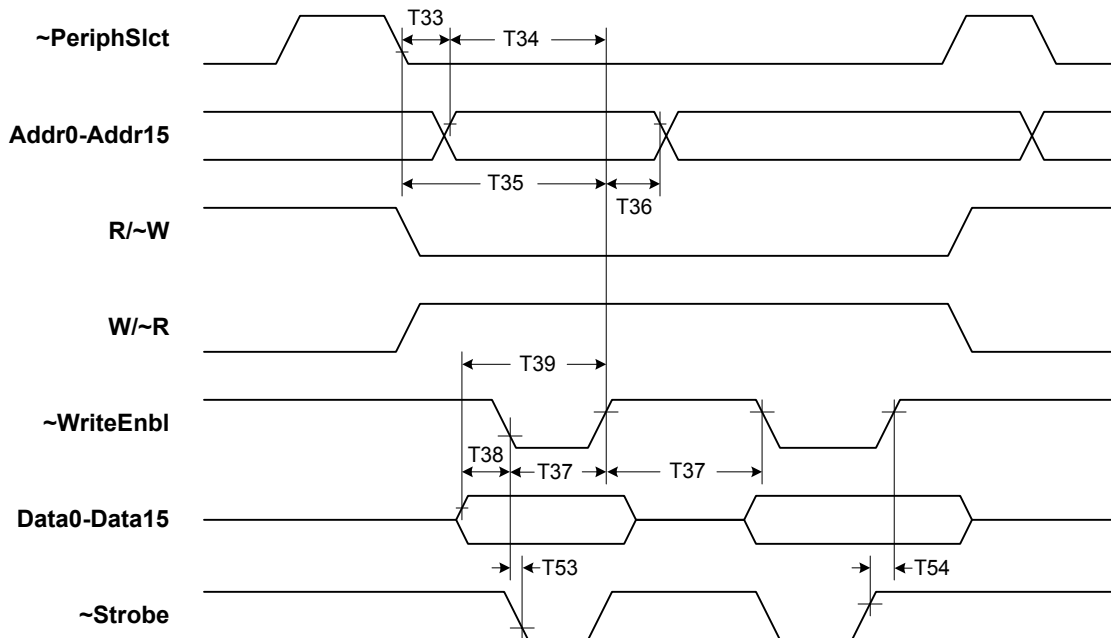 ~PeriphSlct
T33
T34
Addr0-Addr15
T35
T36
R/~W
W/~R
T39
~WriteEnbl
T38
T37
T37
Data0-Data15
T53
T54
~Strobe